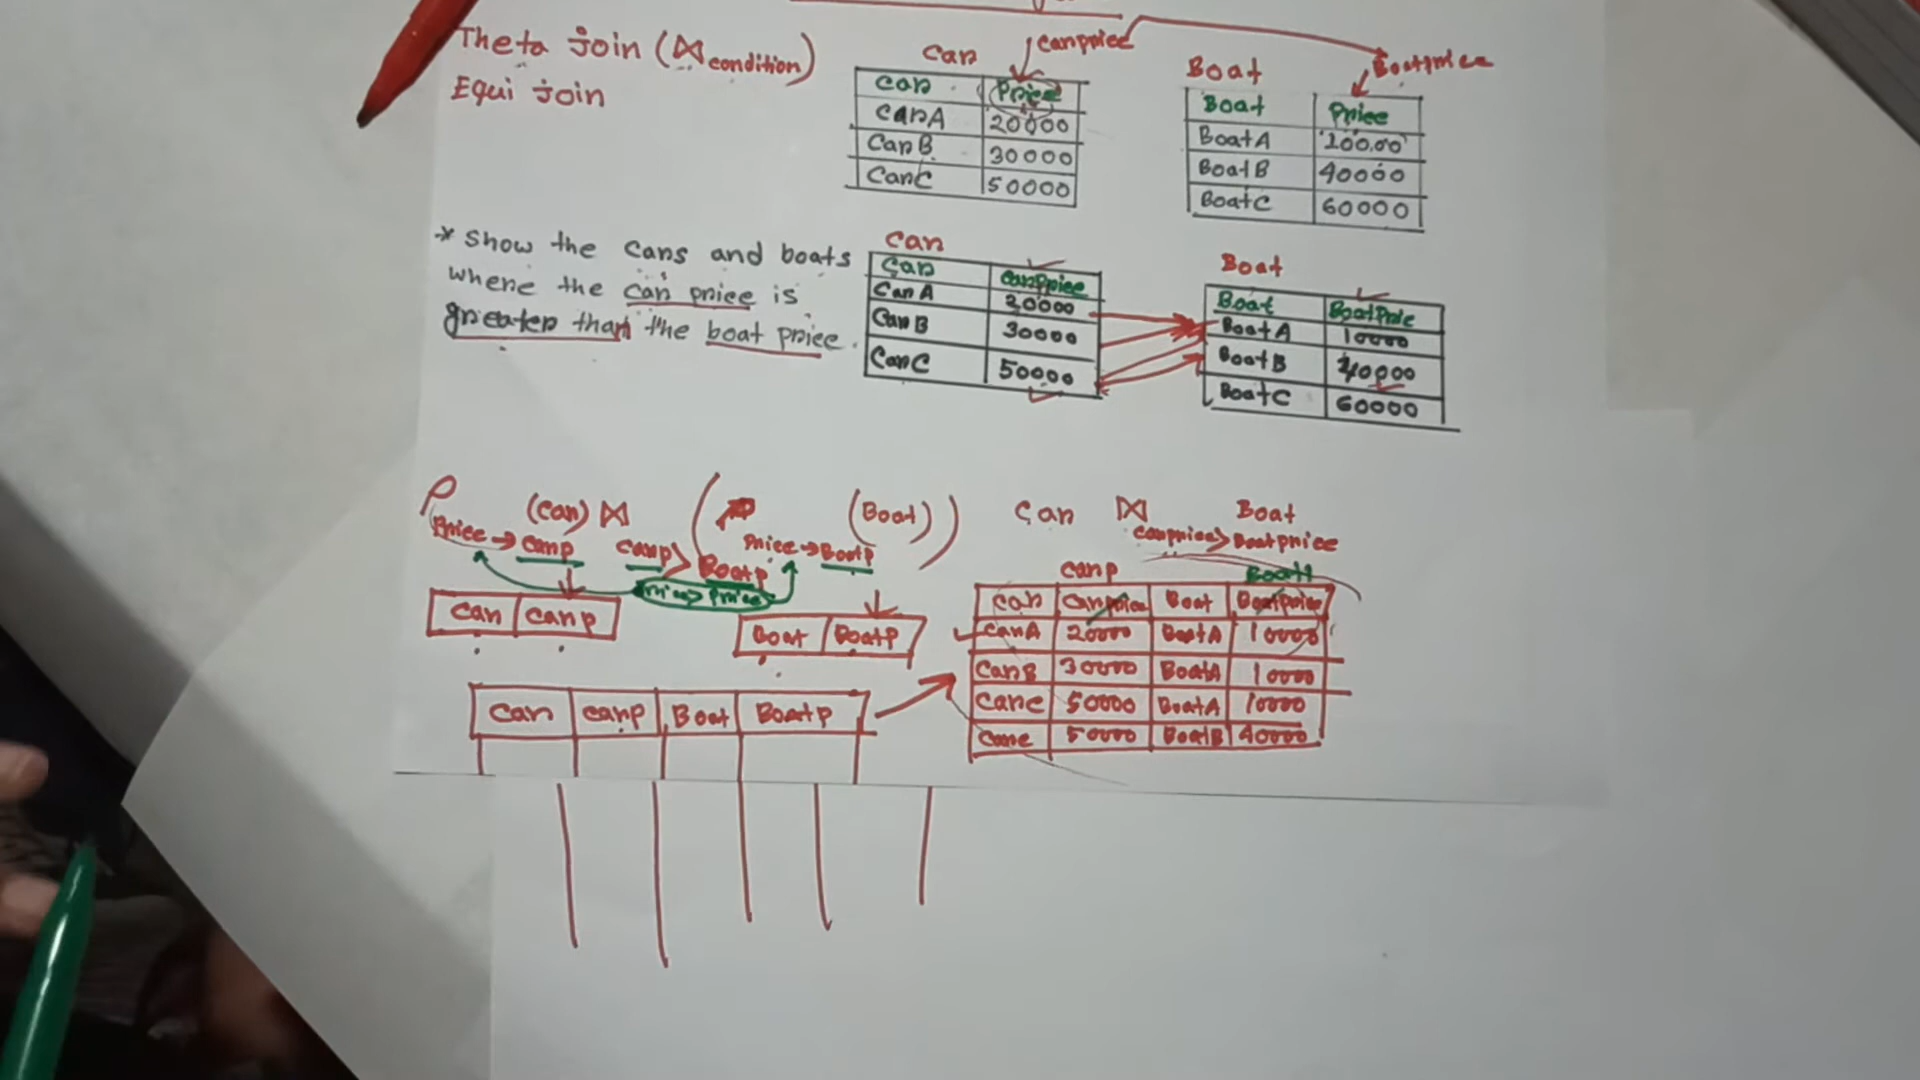 Theta join (⋈condition)
Equi join
Car
carprice
car Price
carA 20000
CarB 30000
CarC 50000
Boat
Boatprice
Boat Price
BoatA 10000
BoatB 40000
BoatC 60000
* Show the cars and boats
where the car price is
greater than the boat price.
car
Car carprice
CarA 20000
CarB 30000
CarC 50000
Boat
Boat BoatPrice
BoatA 10000
BoatB 40000
BoatC 60000
ρ Price → carp (car) ⋈ carp > Boatp (ρ Price → Boatp (Boat))
Price > Price
car carp
Boat Boatp
car carp Boat Boatp
car ⋈ carprice > Boatprice Boat
carp
car carprice Boat Boatprice
carA 20000 BoatA 10000
CarB 30000 BoatA 10000
carC 50000 BoatA 10000
carC 50000 BoatB 40000